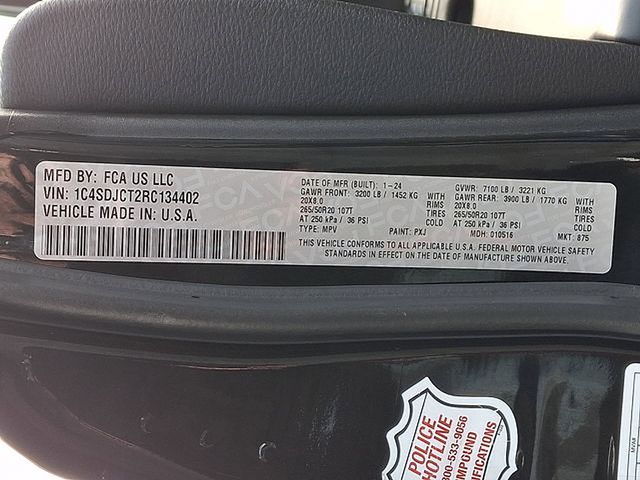 MFD BY: FCA US LLC
VIN: 1C4SDJCT2RC134402
VEHICLE MADE IN: U.S.A.
DATE OF MFR (BUILT): 1-24
GAWR FRONT: 3200 LB / 1452 KG WITH
20X8.0 RIMS
265/50R20 107T TIRES
AT 250 kPa / 36 PSI COLD
TYPE: MPV PAINT: PXJ
GVWR: 7100 LB / 3221 KG
GAWR REAR: 3900 LB / 1770 KG WITH
20X8.0 RIMS
265/50R20 107T TIRES
AT 250 kPa / 36 PSI COLD
MDH: 010516 MKT: 875
THIS VEHICLE CONFORMS TO ALL APPLICABLE U.S.A. FEDERAL MOTOR VEHICLE SAFETY
STANDARDS IN EFFECT ON THE DATE OF MANUFACTURE SHOWN ABOVE.
POLICE
HOTLINE
800-533-9056